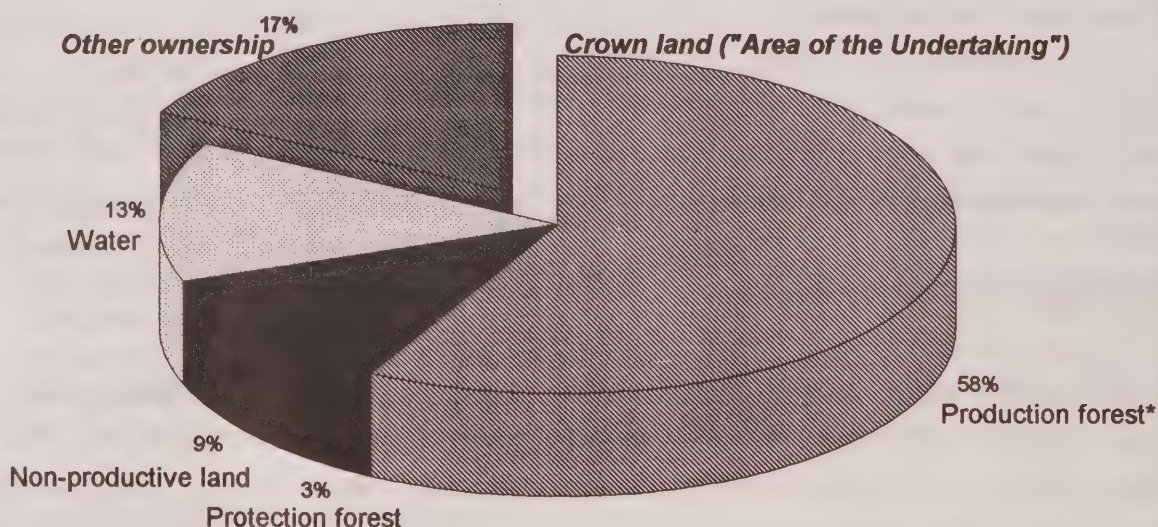 17%
Other ownership
Crown land ("Area of the Undertaking")
13%
Water
58%
Production forest*
9%
Non-productive land
3%
Protection forest